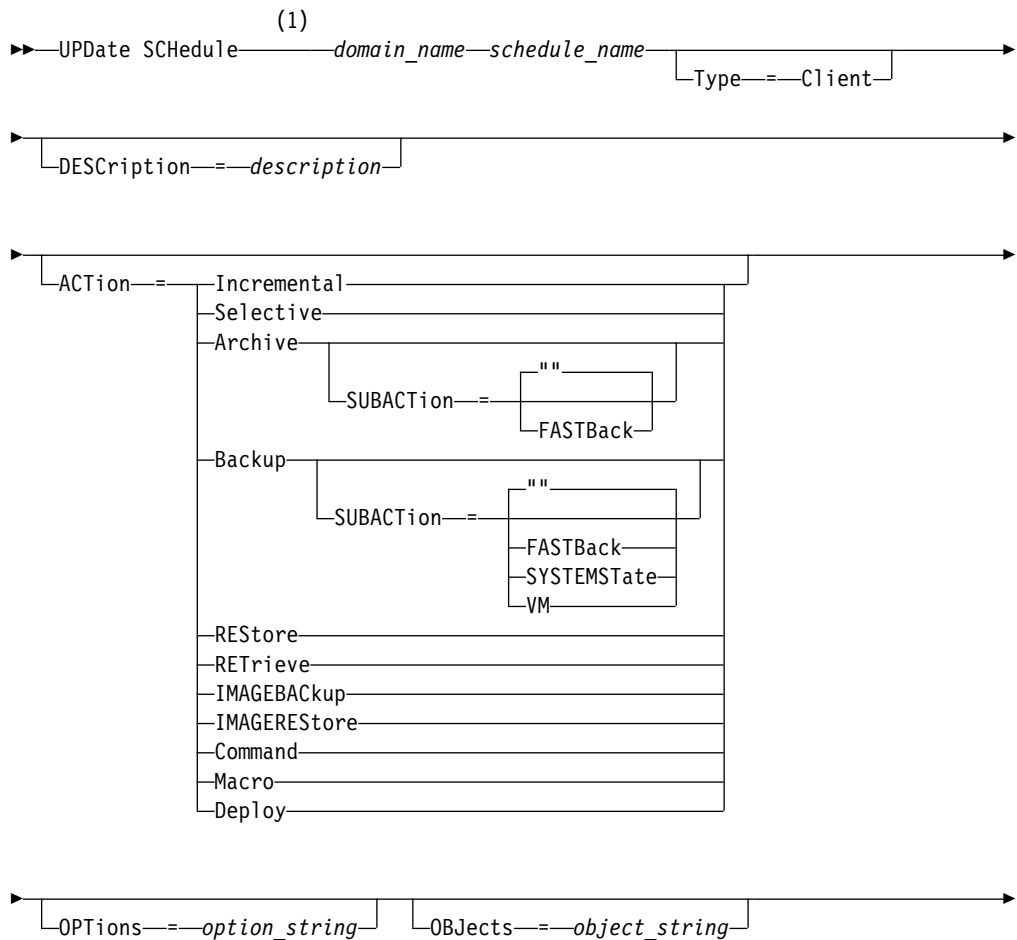 (1)
UPDate SCHedule domain_name schedule_name
Type = Client
DESCription = description
ACTion = Incremental
Selective
Archive
""
SUBACTion =
FASTBack
Backup
""
SUBACTion =
FASTBack
SYSTEMSTate
VM
REStore
RETrieve
IMAGEBACkup
IMAGEREStore
Command
Macro
Deploy
OPTions = option_string OBJects = object_string